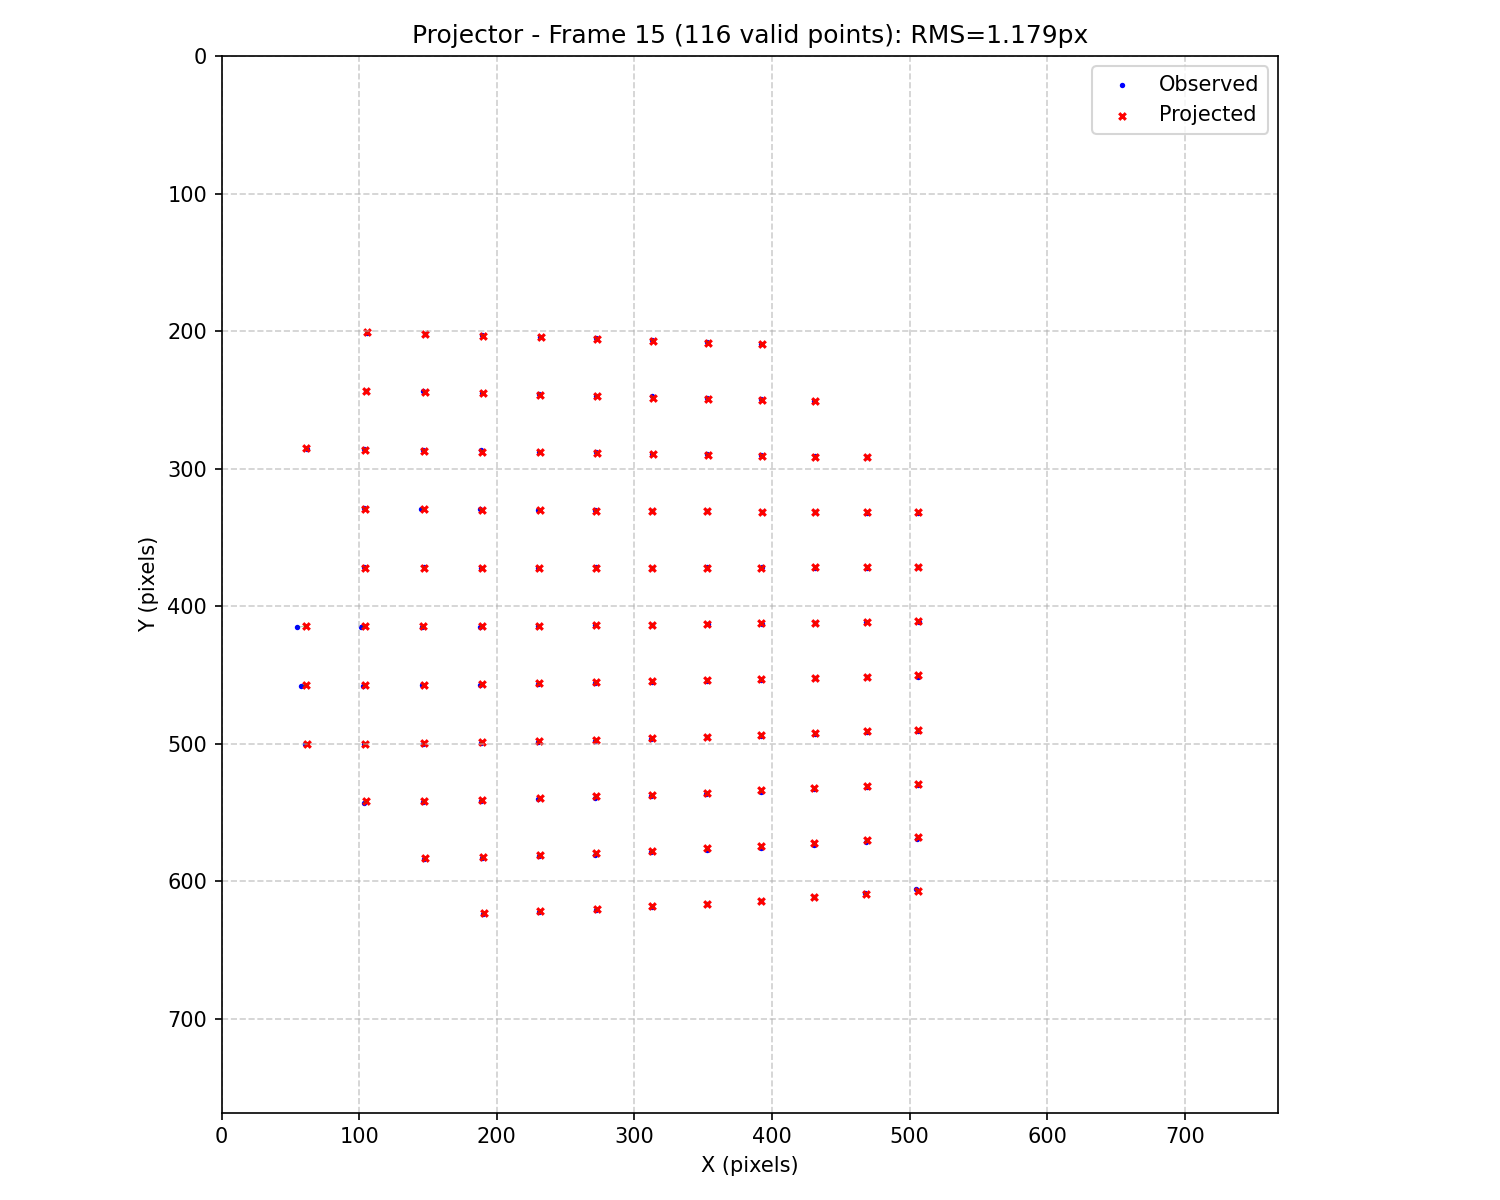 Projector - Frame 15 (116 valid points): RMS=1.179px
Observed
Projected
0
100
200
300
400
500
600
700
Y (pixels)
0 100 200 300 400 500 600 700
X (pixels)